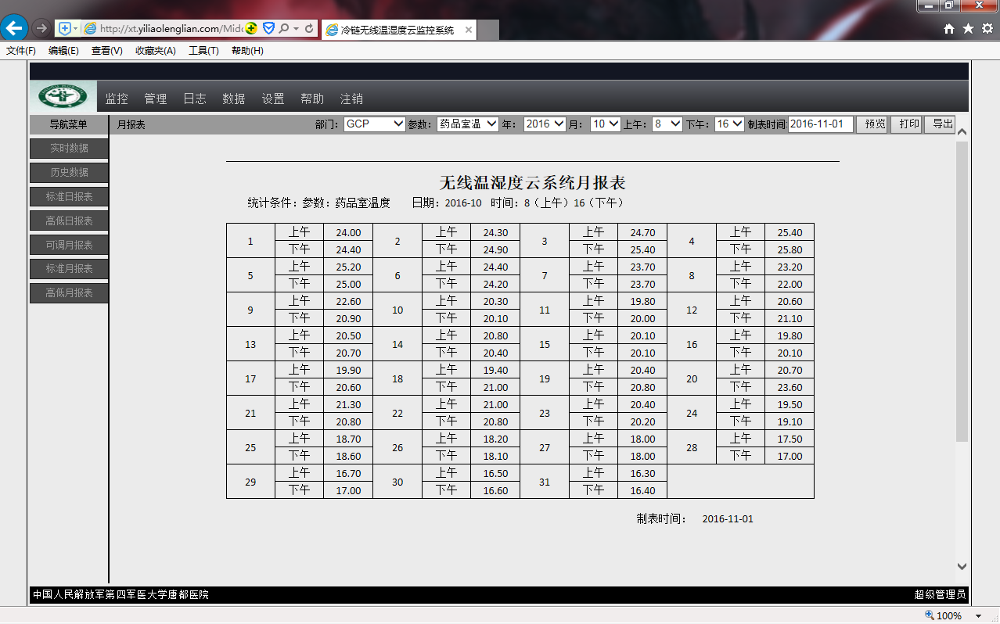 http://xt.yiliaolenglian.com/Midd
冷链无线温湿度云监控系统
文件(F) 编辑(E) 查看(V) 收藏夹(A) 工具(T) 帮助(H)
监控 管理 日志 数据 设置 帮助 注销
导航菜单
月报表 部门: GCP 参数: 药品室温 年: 2016 月: 10 上午: 8 下午: 16 制表时间: 2016-11-01 预览 打印 导出
实时数据
历史数据
标准日报表
高低日报表
可调月报表
标准月报表
高低月报表
无线温湿度云系统月报表
统计条件：参数：药品室温度 日期：2016-10 时间：8（上午）16（下午）
1 上午 24.00 2 上午 24.30 3 上午 24.70 4 上午 25.40
下午 24.40 下午 24.90 下午 25.40 下午 25.80
5 上午 25.20 6 上午 24.40 7 上午 23.70 8 上午 23.20
下午 25.00 下午 24.20 下午 23.70 下午 22.00
9 上午 22.60 10 上午 20.30 11 上午 19.80 12 上午 20.60
下午 20.90 下午 20.10 下午 20.00 下午 21.10
13 上午 20.50 14 上午 20.80 15 上午 20.10 16 上午 19.80
下午 20.70 下午 20.40 下午 20.10 下午 20.10
17 上午 19.90 18 上午 19.40 19 上午 20.40 20 上午 20.70
下午 20.60 下午 21.00 下午 20.80 下午 23.60
21 上午 21.30 22 上午 21.00 23 上午 20.40 24 上午 19.50
下午 20.80 下午 20.80 下午 20.20 下午 19.10
25 上午 18.70 26 上午 18.20 27 上午 18.00 28 上午 17.50
下午 18.60 下午 18.10 下午 18.00 下午 17.00
29 上午 16.70 30 上午 16.50 31 上午 16.30
下午 17.00 下午 16.60 下午 16.40
制表时间： 2016-11-01
中国人民解放军第四军医大学唐都医院 超级管理员
100%